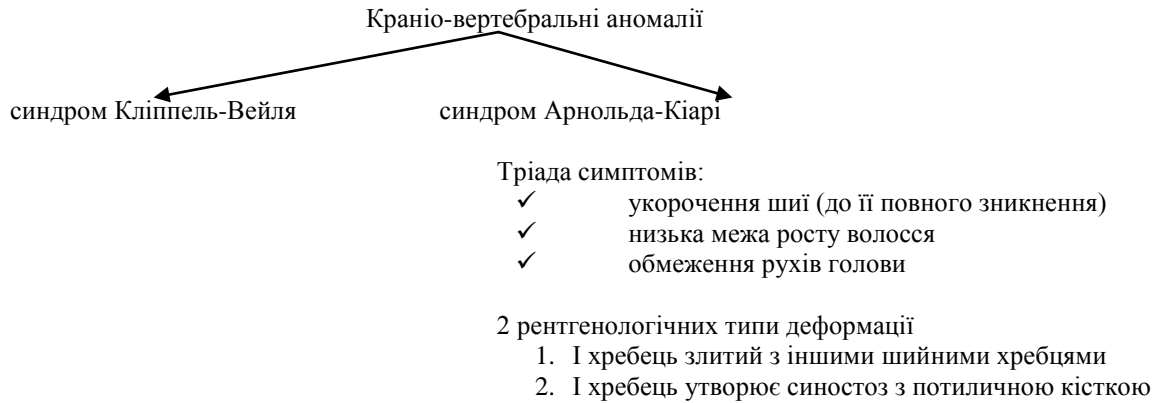 Краніо-вертебральні аномалії
синдром Кліппель-Вейля синдром Арнольда-Кіарі
Тріада симптомів:
✓ укорочення шиї (до її повного зникнення)
✓ низька межа росту волосся
✓ обмеження рухів голови
2 рентгенологічних типи деформації
1. І хребець злитий з іншими шийними хребцями
2. І хребець утворює синостоз з потиличною кісткою